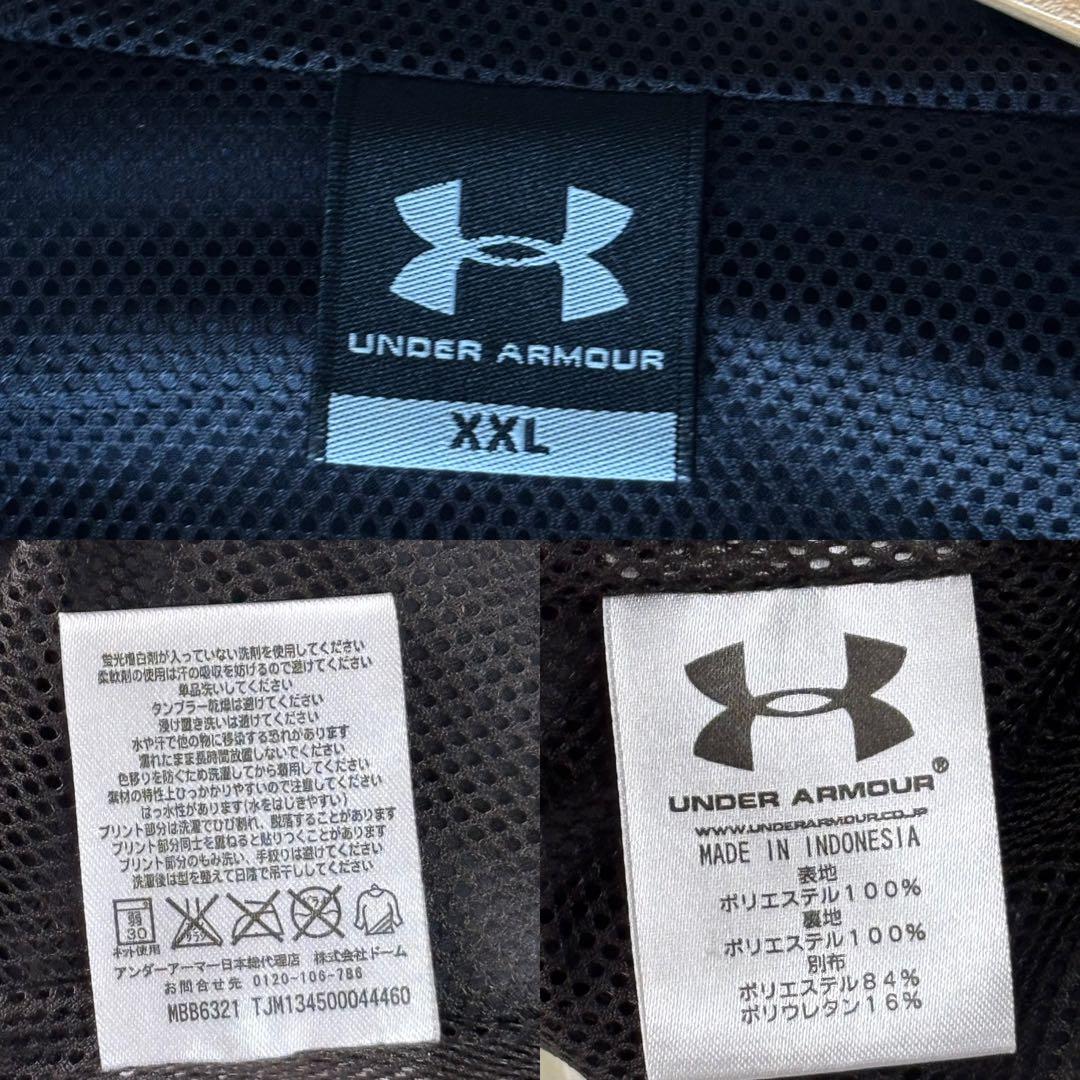 UNDER ARMOUR
XXL
蛍光増白剤が入っていない洗剤を使用してください
柔軟剤の使用は汗の吸収を妨げるので避けてください
単品洗いしてください
タンブラー乾燥は避けてください
浸け置き洗いは避けてください
水や汗で他の物に移染する恐れがあります
濡れたまま長時間放置しないでください
色移りを防ぐため洗濯してから着用してください
素材の特性上ひっかかりやすいので注意してください
はっ水性があります(水をはじきやすい)
プリント部分は洗濯でひび割れ、脱落することがあります
プリント部分同士を重ねると貼りつくことがあります
プリント部分のもみ洗い、手絞りは避けてください
洗濯後は型を整えて日陰で吊干ししてください
弱
30
ネット使用
アンダーアーマー日本総代理店 株式会社ドーム
お問合せ先 0120-106-786
MBB6321 TJM134500044460
UNDER ARMOUR®
WWW.UNDERARMOUR.CO.JP
MADE IN INDONESIA
表地
ポリエステル100%
裏地
ポリエステル100%
別布
ポリエステル84%
ポリウレタン16%